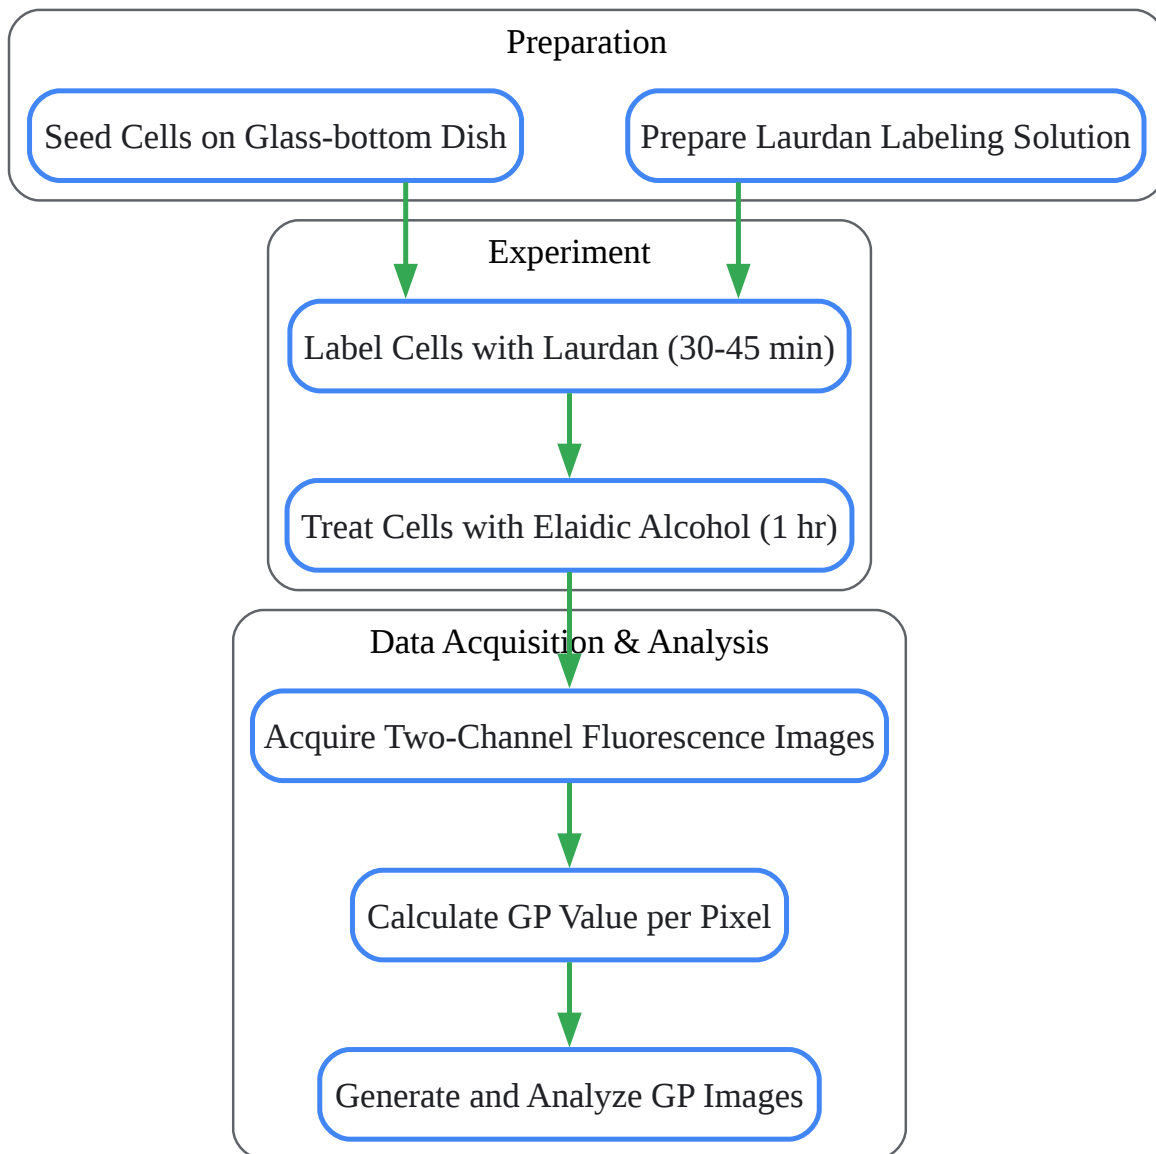 Preparation
Seed Cells on Glass-bottom Dish
Prepare Laurdan Labeling Solution
Experiment
Label Cells with Laurdan (30-45 min)
Treat Cells with Elaidic Alcohol (1 hr)
Data Acquisition & Analysis
Acquire Two-Channel Fluorescence Images
Calculate GP Value per Pixel
Generate and Analyze GP Images